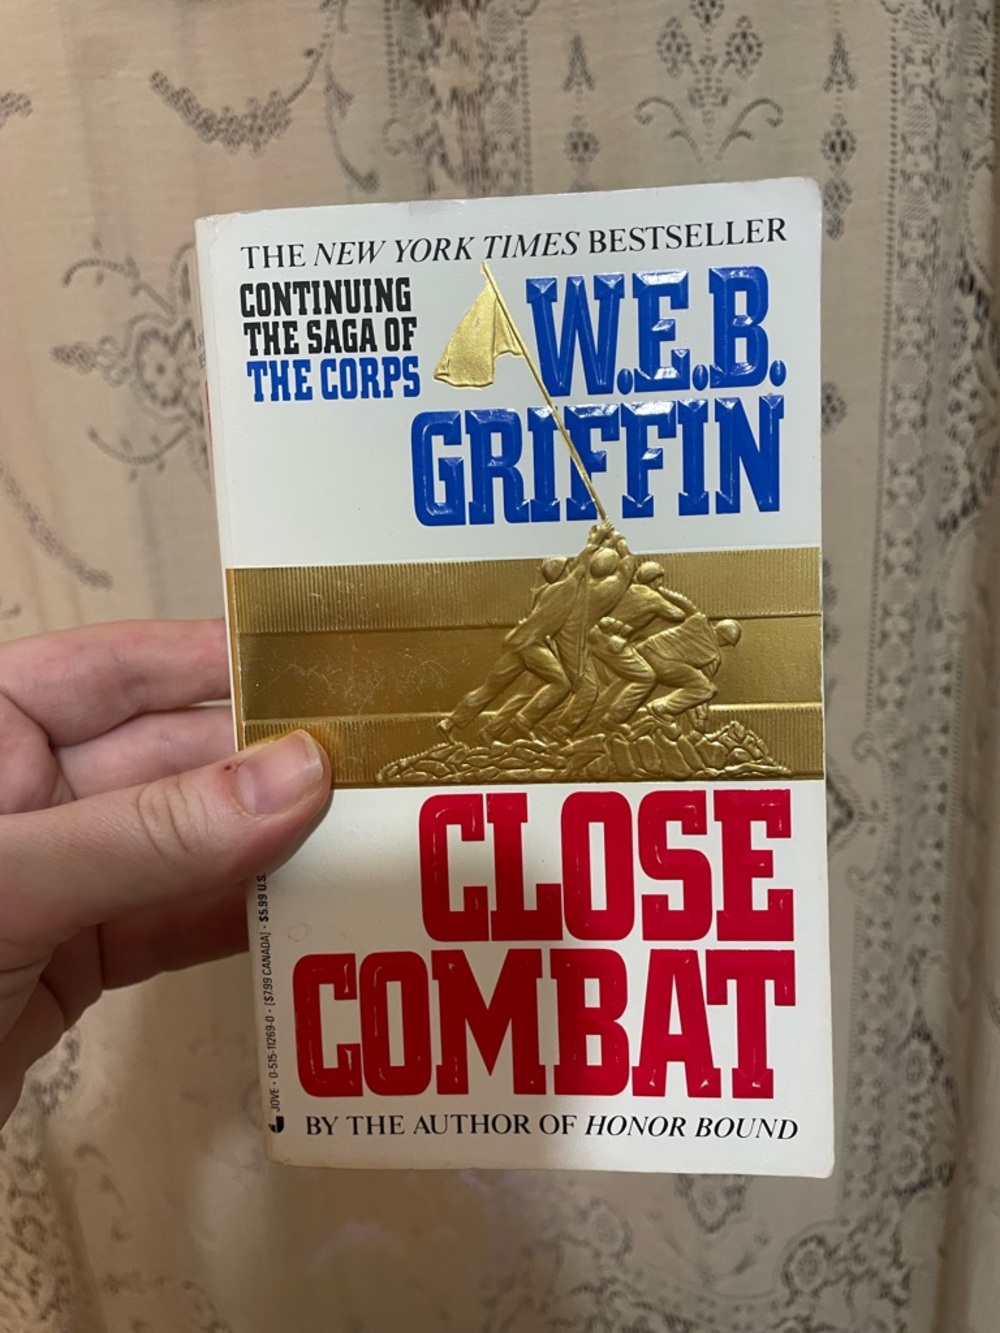 THE NEW YORK TIMES BESTSELLER
CONTINUING
THE SAGA OF
THE CORPS
W.E.B.
GRIFFIN
CLOSE
COMBAT
BY THE AUTHOR OF HONOR BOUND
J JOVE • 0-515-11269-0 • [$7.99 CANADA] • $5.99 U.S.